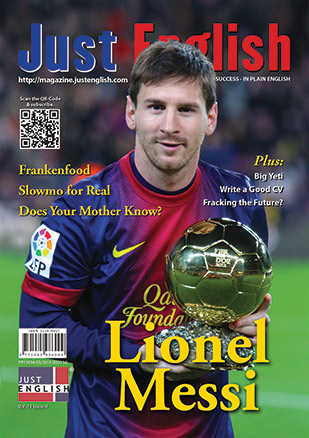 Just English
http://magazine.justenglish.com
SUCCESS - IN PLAIN ENGLISH
Scan the QR-Code
& subscribe
Frankenfood
Slowmo for Real
Does Your Mother Know?
Plus:
Big Yeti
Write a Good CV
Fracking the Future?
LFP
Qatar
Foundation
Lionel
Messi
JUST
ENGLISH